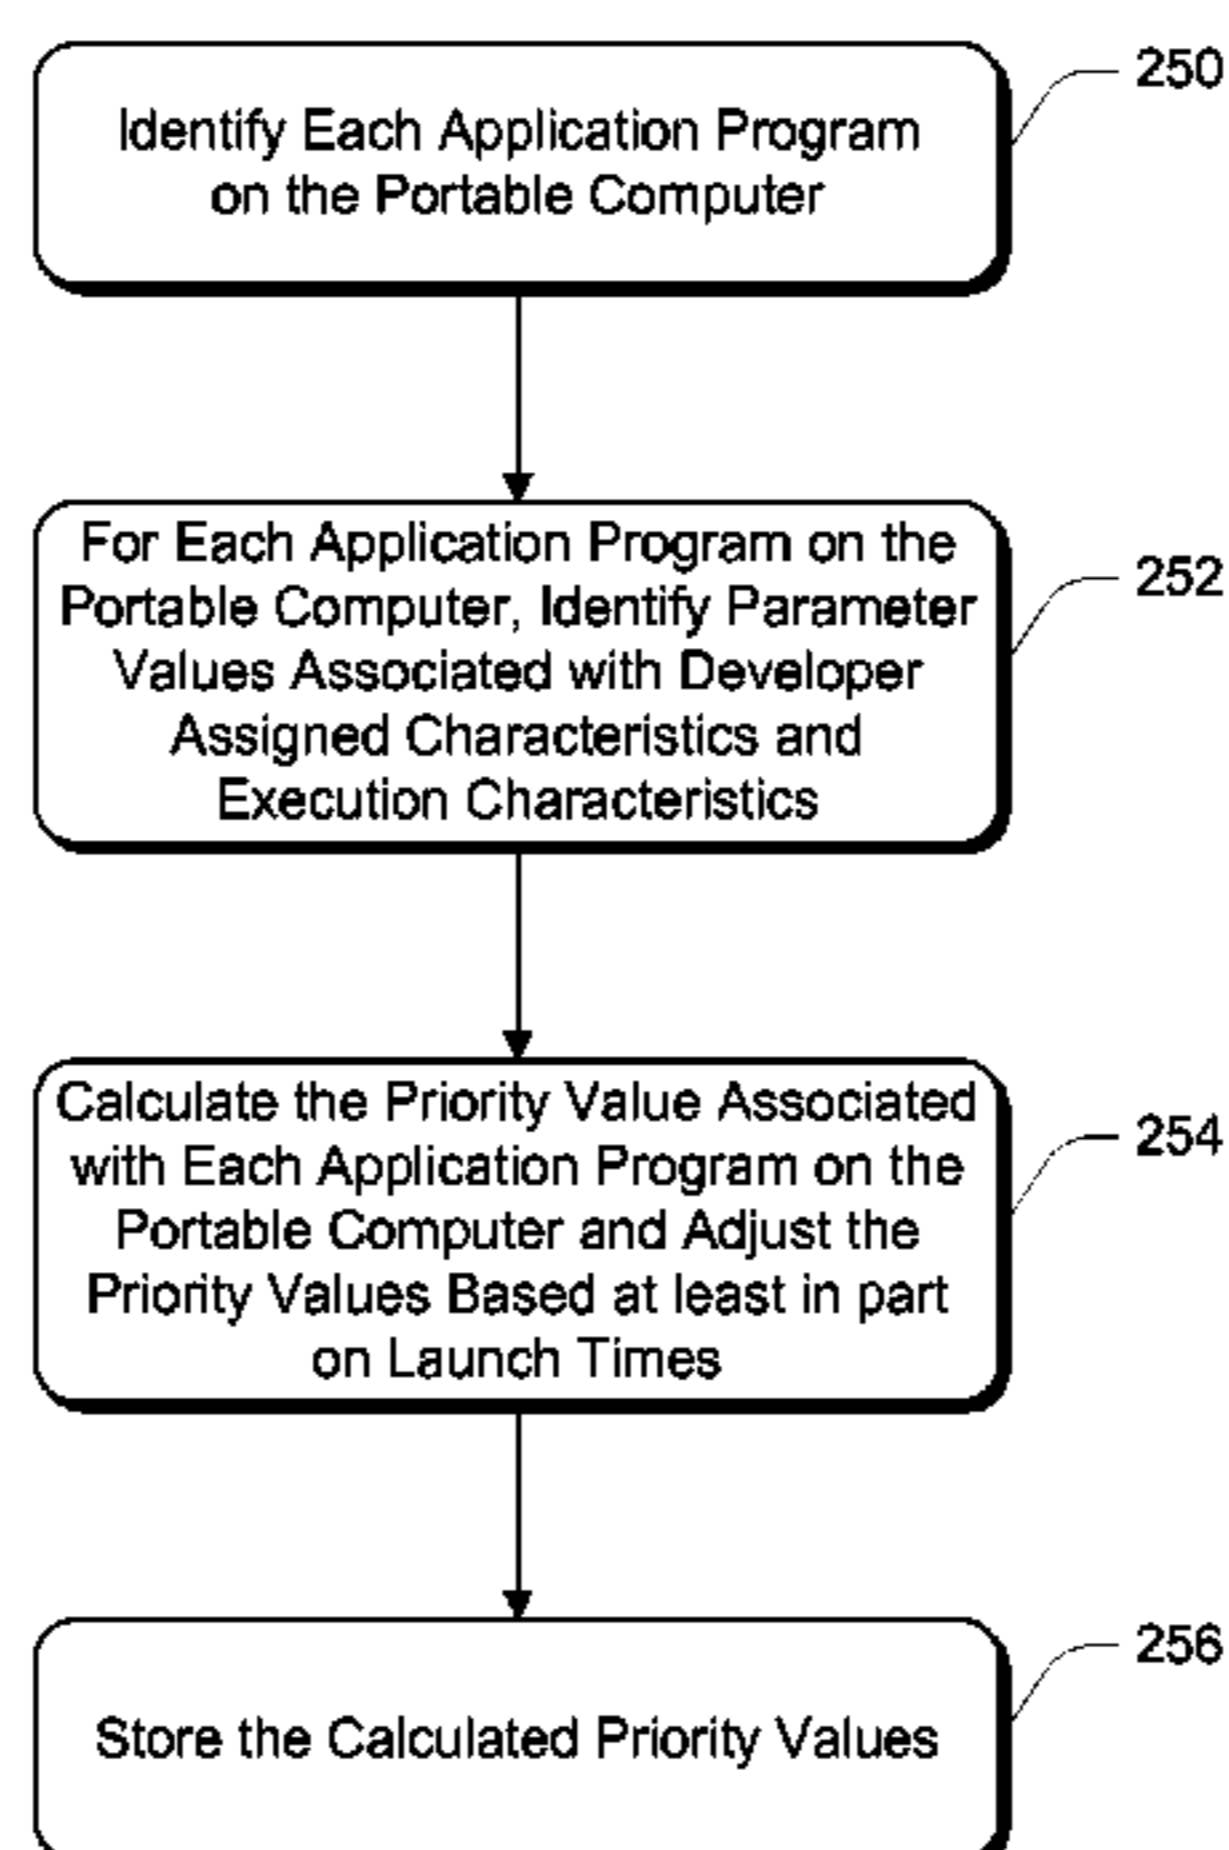 250
Identify Each Application Program
on the Portable Computer
252
For Each Application Program on the
Portable Computer, Identify Parameter
Values Associated with Developer
Assigned Characteristics and
Execution Characteristics
254
Calculate the Priority Value Associated
with Each Application Program on the
Portable Computer and Adjust the
Priority Values Based at least in part
on Launch Times
256
Store the Calculated Priority Values